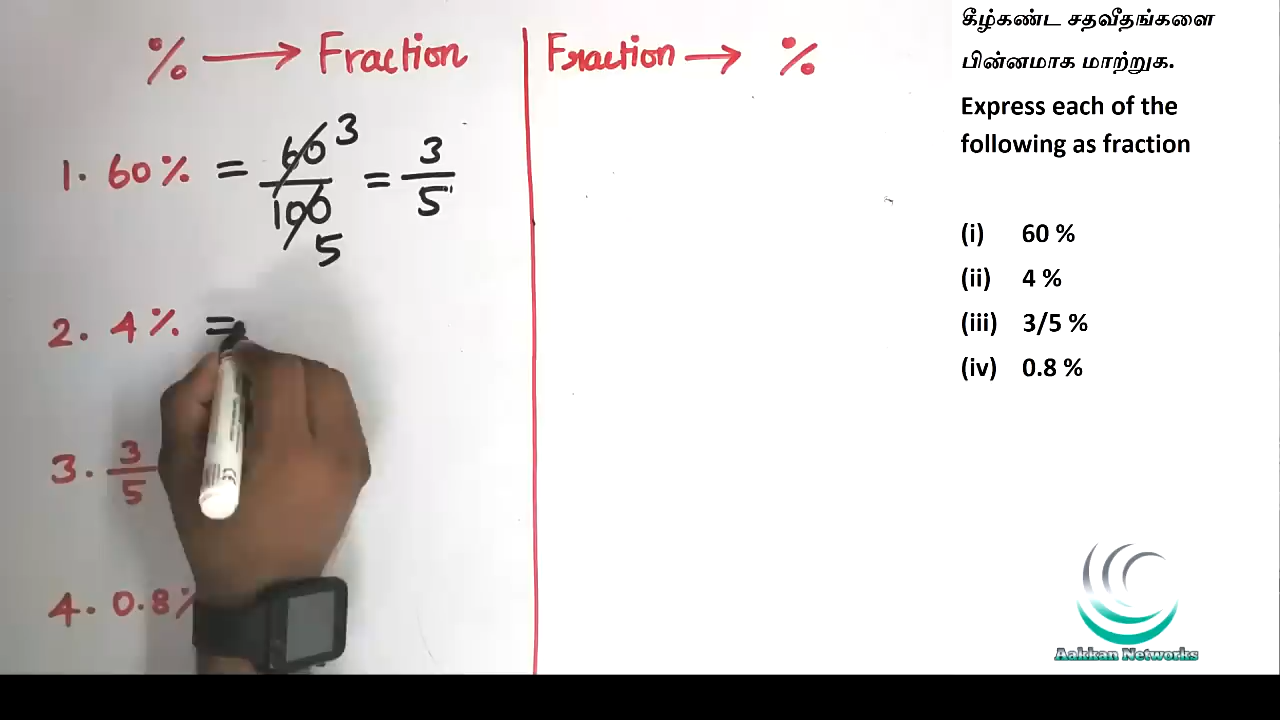 % → Fraction
1. 60% = 60/100 3 5 = 3/5
2. 4% =
3. 3/5
4. 0.8%
Fraction → %
கீழ்கண்ட சதவீதங்களை
பின்னமாக மாற்றுக.
Express each of the
following as fraction
(i) 60 %
(ii) 4 %
(iii) 3/5 %
(iv) 0.8 %
Aakkan Networks